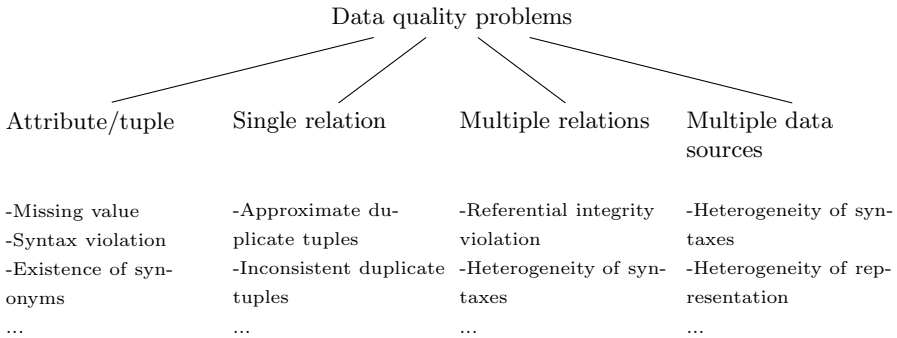 Data quality problems
Attribute/tuple
Single relation
Multiple relations
Multiple data
sources
-Missing value
-Syntax violation
-Existence of syn-
onyms
...
-Approximate du-
plicate tuples
-Inconsistent duplicate
tuples
...
-Referential integrity
violation
-Heterogeneity of syn-
taxes
...
-Heterogeneity of syn-
taxes
-Heterogeneity of rep-
resentation
...